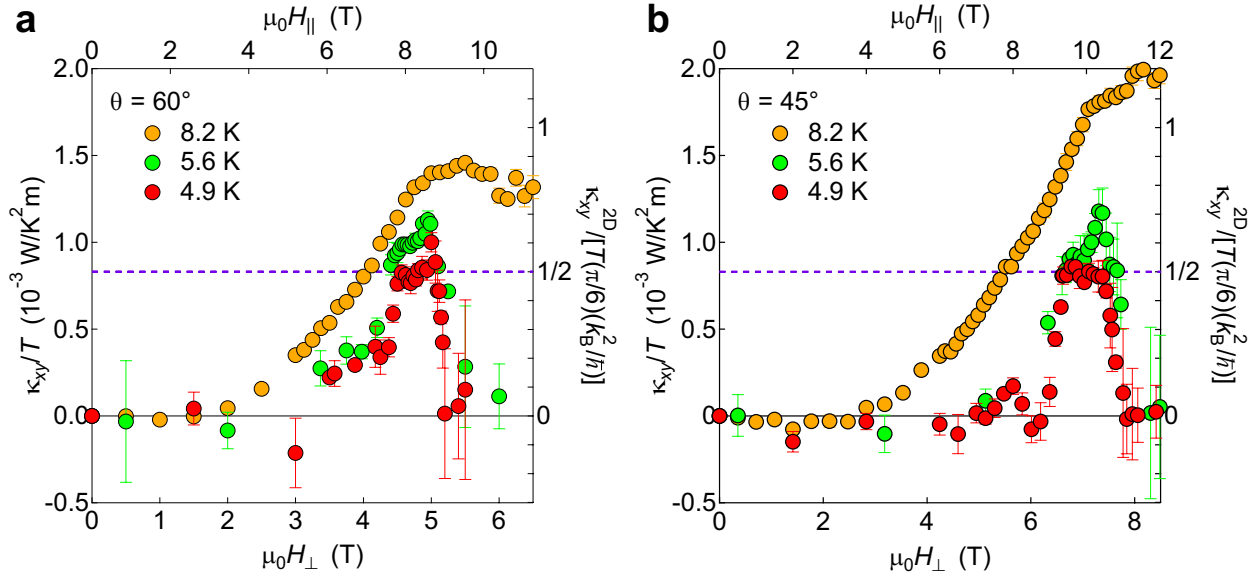 a
μ₀H|| (T)
0 2 4 6 8 10
2.0
1.5
1.0
0.5
0.0
-0.5
κxy/T (10⁻³ W/K²m)
θ = 60°
8.2 K
5.6 K
4.9 K
1
1/2
0
κxy²ᴰ/[T(π/6)(kB²/ℏ)]
0 1 2 3 4 5 6
μ₀H⊥ (T)
b
μ₀H|| (T)
0 2 4 6 8 10 12
2.0
1.5
1.0
0.5
0.0
-0.5
κxy/T (10⁻³ W/K²m)
θ = 45°
8.2 K
5.6 K
4.9 K
1
1/2
0
κxy²ᴰ/[T(π/6)(kB²/ℏ)]
0 2 4 6 8
μ₀H⊥ (T)